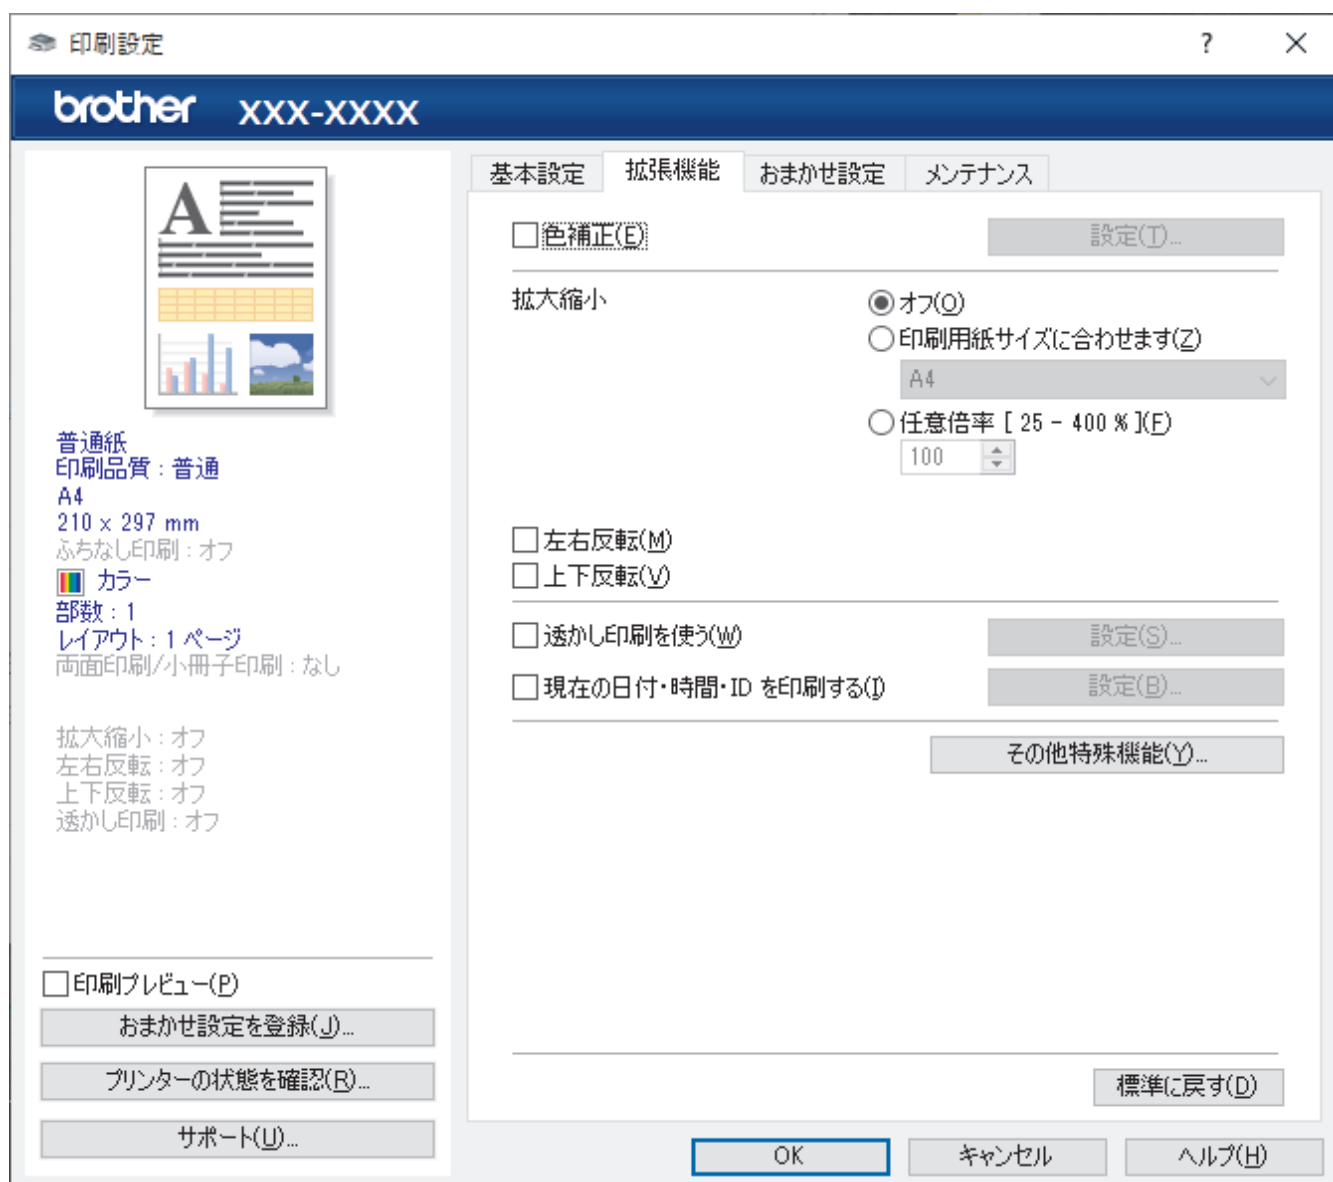 印刷設定
?
brother XXX-XXXX
A
普通紙
印刷品質 : 普通
A4
210 x 297 mm
ふちなし印刷 : オフ
カラー
部数 : 1
レイアウト : 1 ページ
両面印刷/小冊子印刷 : なし
拡大縮小 : オフ
左右反転 : オフ
上下反転 : オフ
透かし印刷 : オフ
印刷プレビュー(P)
おまかせ設定を登録(J)...
プリンターの状態を確認(R)...
サポート(U)...
基本設定 拡張機能 おまかせ設定 メンテナンス
色補正(E) 設定(T)...
拡大縮小 オフ(O)
印刷用紙サイズに合わせます(Z)
A4
任意倍率 [ 25 - 400 % ](F)
100
左右反転(M)
上下反転(V)
透かし印刷を使う(W) 設定(S)...
現在の日付・時間・ID を印刷する(I) 設定(B)...
その他特殊機能(Y)...
標準に戻す(D)
OK キャンセル ヘルプ(H)